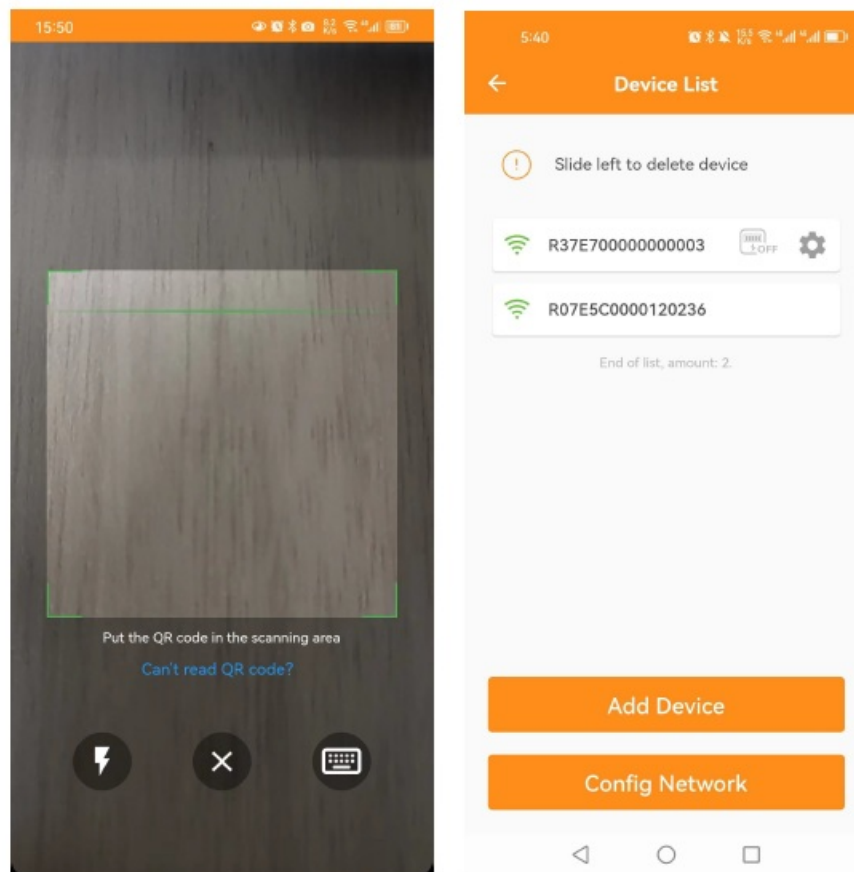 15:50
Put the QR code in the scanning area
Can't read QR code?
5:40
Device List
Slide left to delete device
R37E700000000003
OFF
R07E5C0000120236
End of list, amount: 2.
Add Device
Config Network